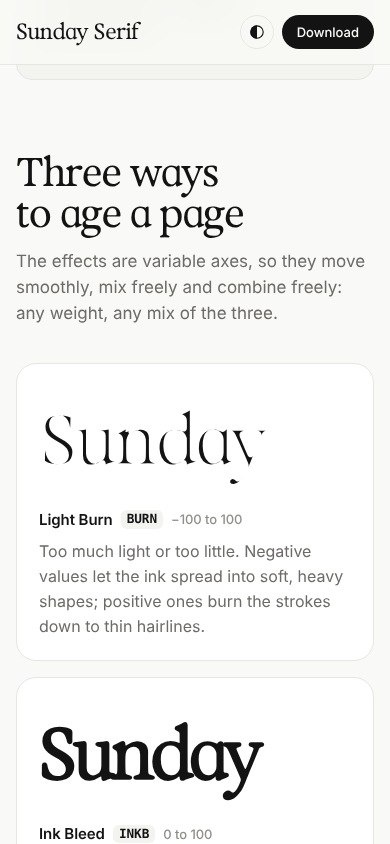 Sunday Serif
Download
Three ways
to age a page
The effects are variable axes, so they move
smoothly, mix freely and combine freely:
any weight, any mix of the three.
Sunday
Light Burn BURN −100 to 100
Too much light or too little. Negative
values let the ink spread into soft, heavy
shapes; positive ones burn the strokes
down to thin hairlines.
Sunday
Ink Bleed INKB 0 to 100